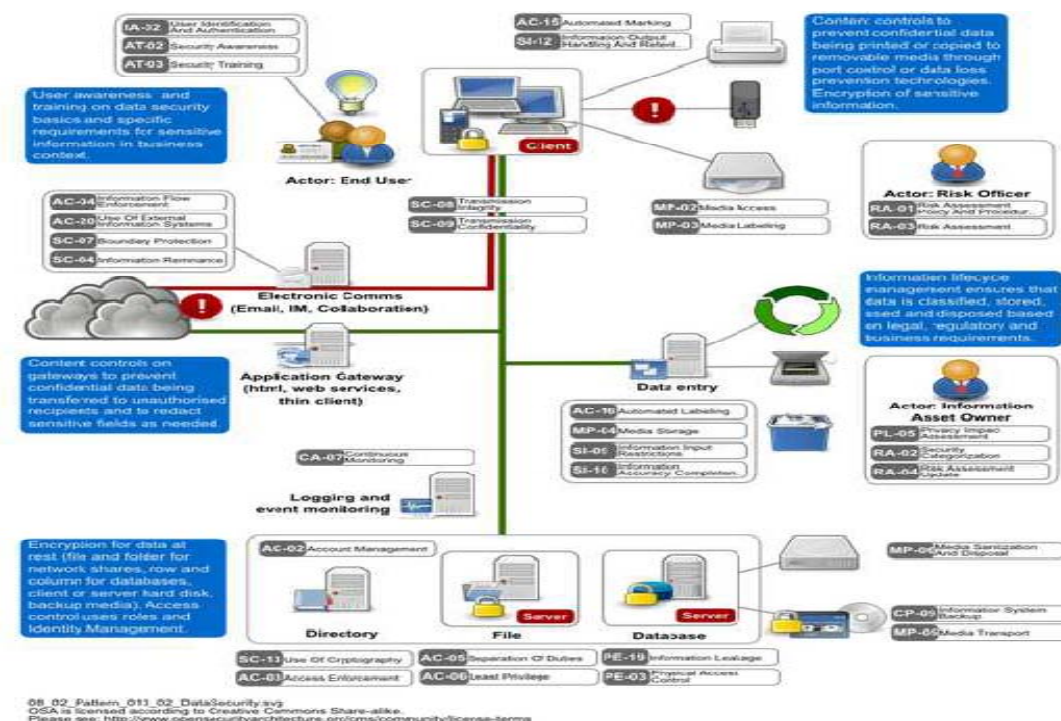 IA-02 User Identification
And Authentication
AT-02 Security Awareness
AT-03 Security Training
AC-15 Automated Marking
SI-12 Information Output
Handling And Retent..
Content controls to
prevent confidential data
being printed or copied to
removable media through
port control or data loss
prevention technologies.
Encryption of sensitive
information.
User awareness and
training on data security
basics and specific
requirements for sensitive
information in business
context.
Client
Actor: End User
Actor: Risk Officer
RA-01 Risk Assessment
Policy And Procedur..
RA-03 Risk Assessment
AC-04 Information Flow
Enforcement
AC-20 Use Of External
Information Systems
SC-07 Boundary Protection
SC-04 Information Remnance
SC-08 Transmission
Integrity
SC-09 Transmission
Confidentiality
MP-02 Media Access
MP-03 Media Labeling
Electronic Comms
(Email, IM, Collaboration)
Information lifecycle
management ensures that
data is classified, stored,
used and disposed based
on legal, regulatory and
business requirements.
Content controls on
gateways to prevent
confidential data being
transferred to unauthorised
recipients and to redact
sensitive fields as needed.
Application Gateway
(html, web services,
thin client)
Data entry
Actor: Information
Asset Owner
PL-05 Privacy Impact
Assessment
RA-02 Security
Categorization
RA-04 Risk Assessment
Update
AC-16 Automated Labeling
MP-04 Media Storage
SI-09 Information Input
Restrictions
SI-10 Information
Accuracy Completen..
CA-07 Continuous
Monitoring
Logging and
event monitoring
Encryption for data at
rest (file and folder for
network shares, row and
column for databases,
client or server hard disk,
backup media). Access
control uses roles and
Identity Management.
AC-02 Account Management
Directory
Server
File
Server
Database
MP-06 Media Sanitization
And Disposal
CP-09 Information System
Backup
MP-05 Media Transport
SC-13 Use Of Cryptography
AC-05 Separation Of Duties
PE-19 Information Leakage
AC-03 Access Enforcement
AC-06 Least Privilege
PE-03 Physical Access
Control
08_02_Pattern_011_02_DataSecurity.svg
OSA is licensed according to Creative Commons Share-alike.
Please see: http://www.opensecurityarchitecture.org/cms/community/license-terms